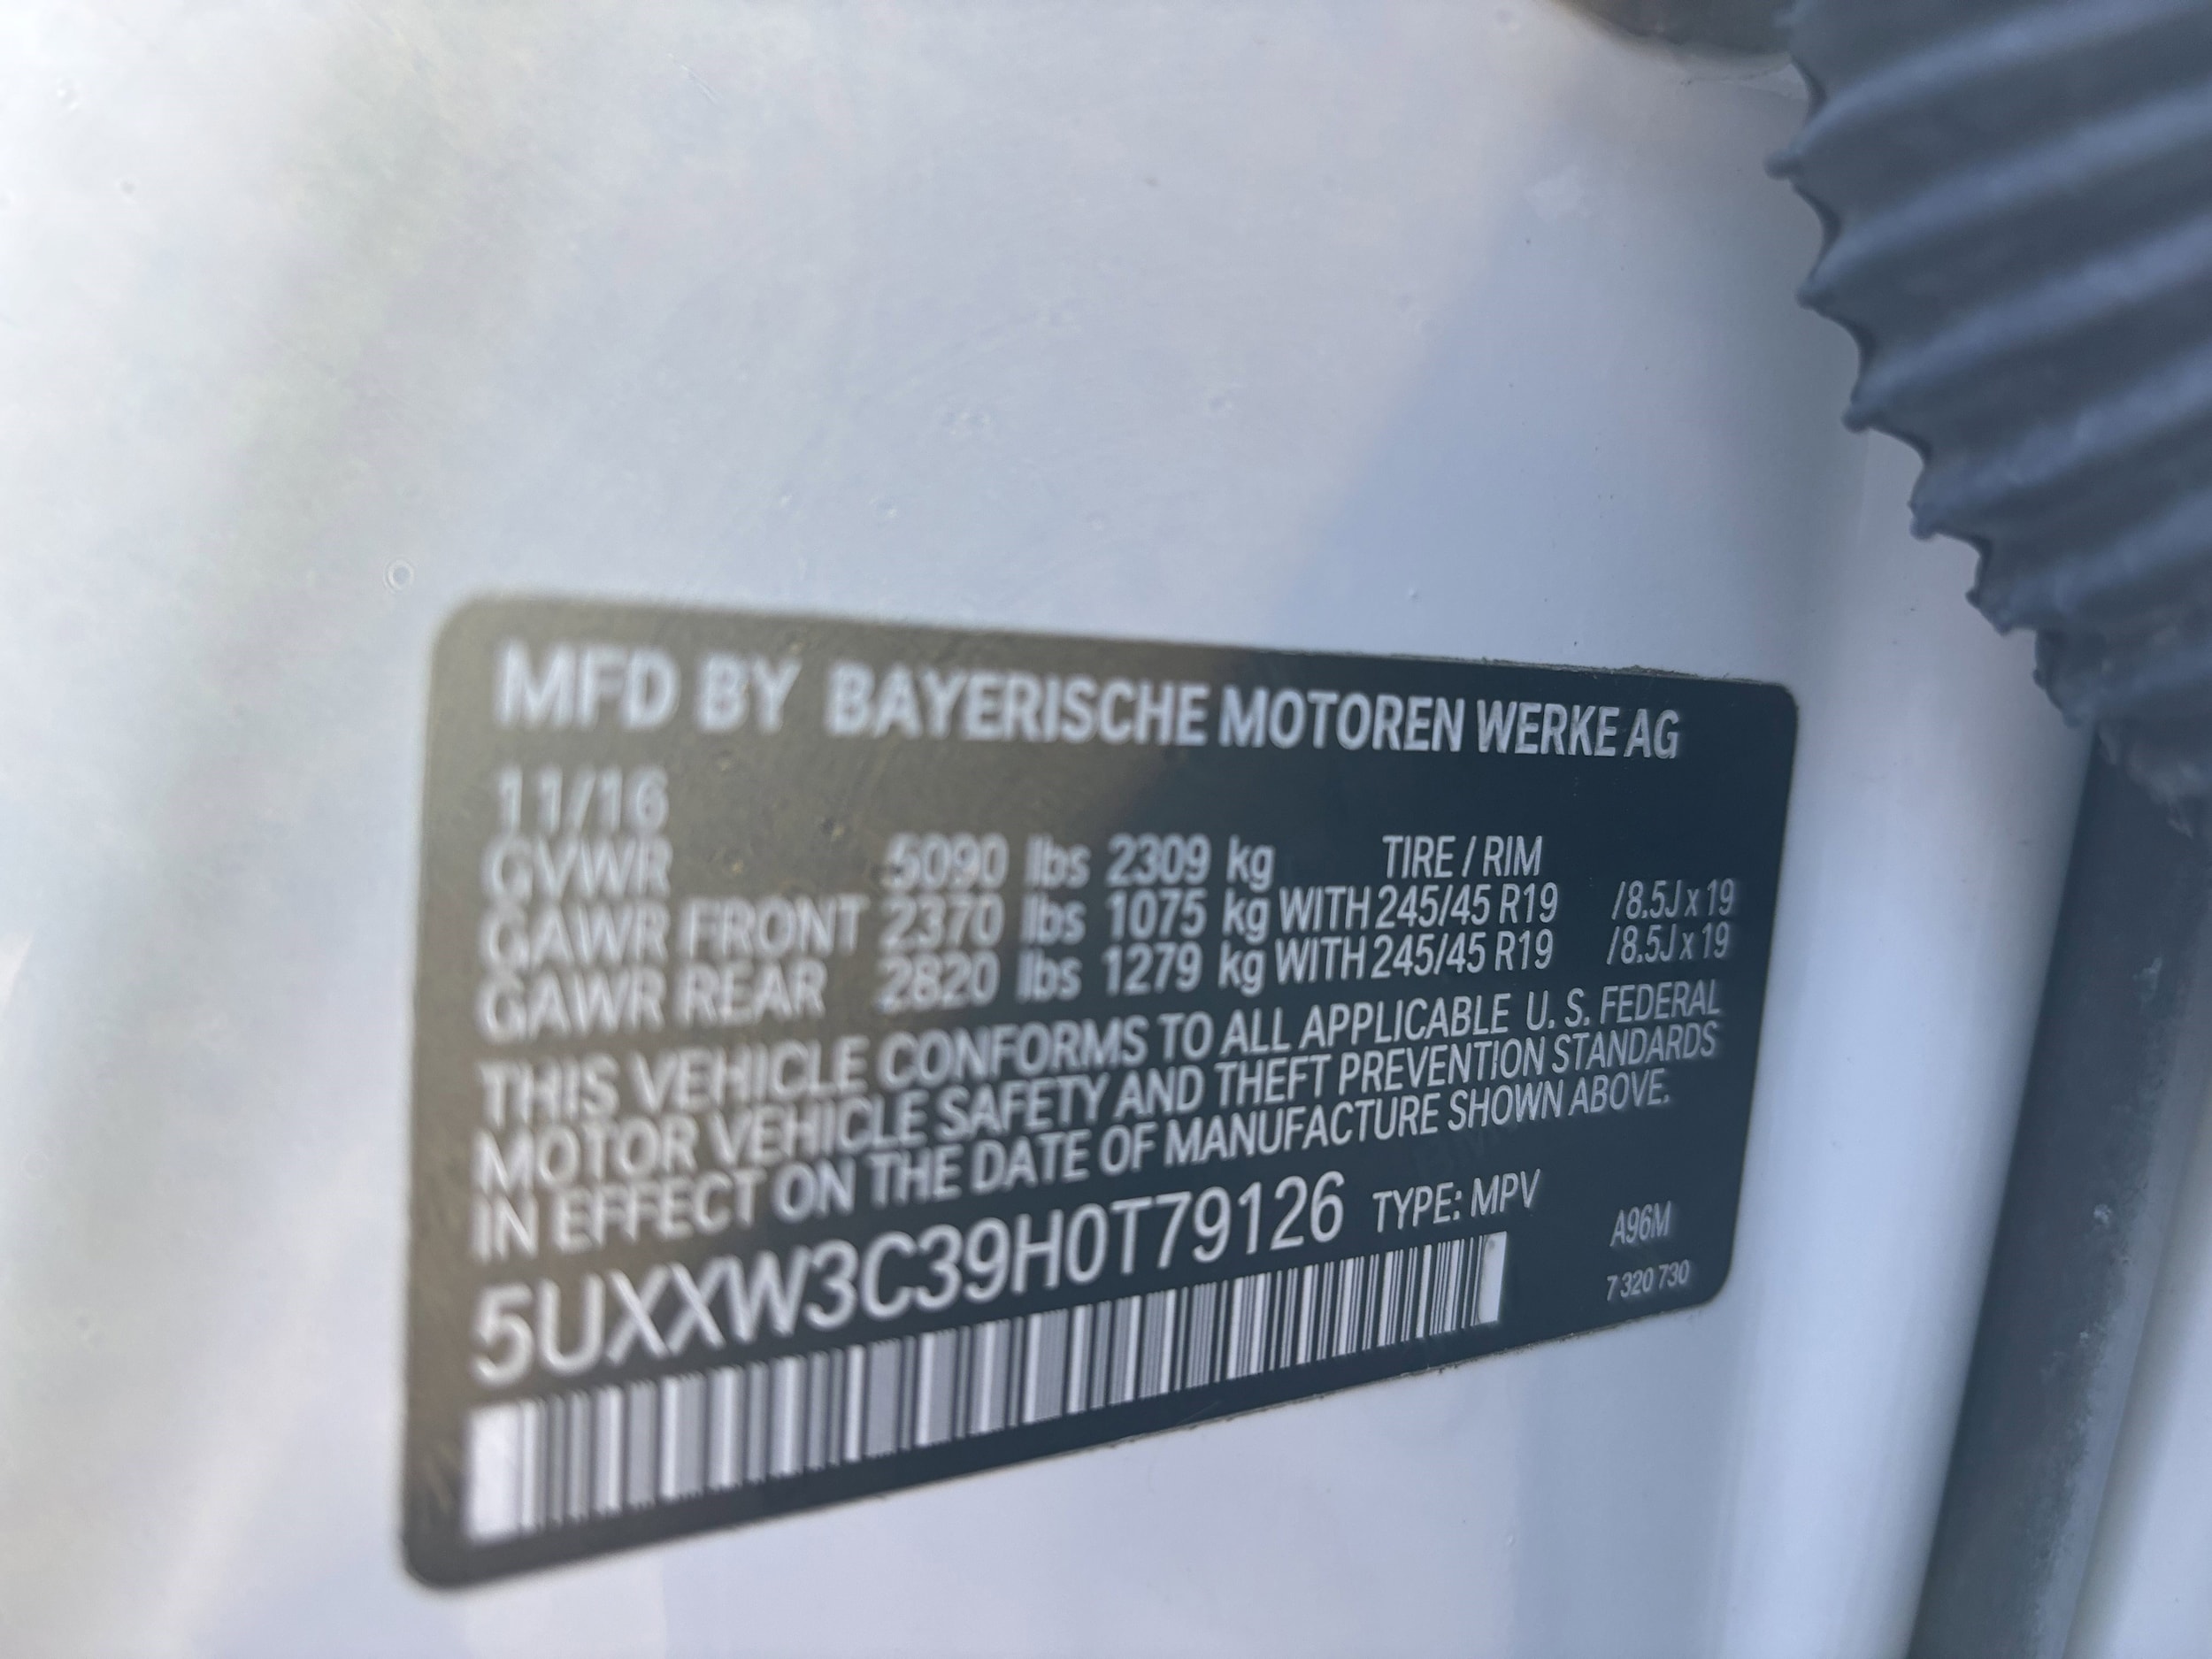 MFD BY BAYERISCHE MOTOREN WERKE AG
11/16
GVWR 5090 lbs 2309 kg TIRE / RIM
GAWR FRONT 2370 lbs 1075 kg WITH 245/45 R19 /8.5J x 19
GAWR REAR 2820 lbs 1279 kg WITH 245/45 R19 /8.5J x 19
THIS VEHICLE CONFORMS TO ALL APPLICABLE U. S. FEDERAL
MOTOR VEHICLE SAFETY AND THEFT PREVENTION STANDARDS
IN EFFECT ON THE DATE OF MANUFACTURE SHOWN ABOVE.
5UXXW3C39H0T79126 TYPE: MPV
A96M
7 320 730